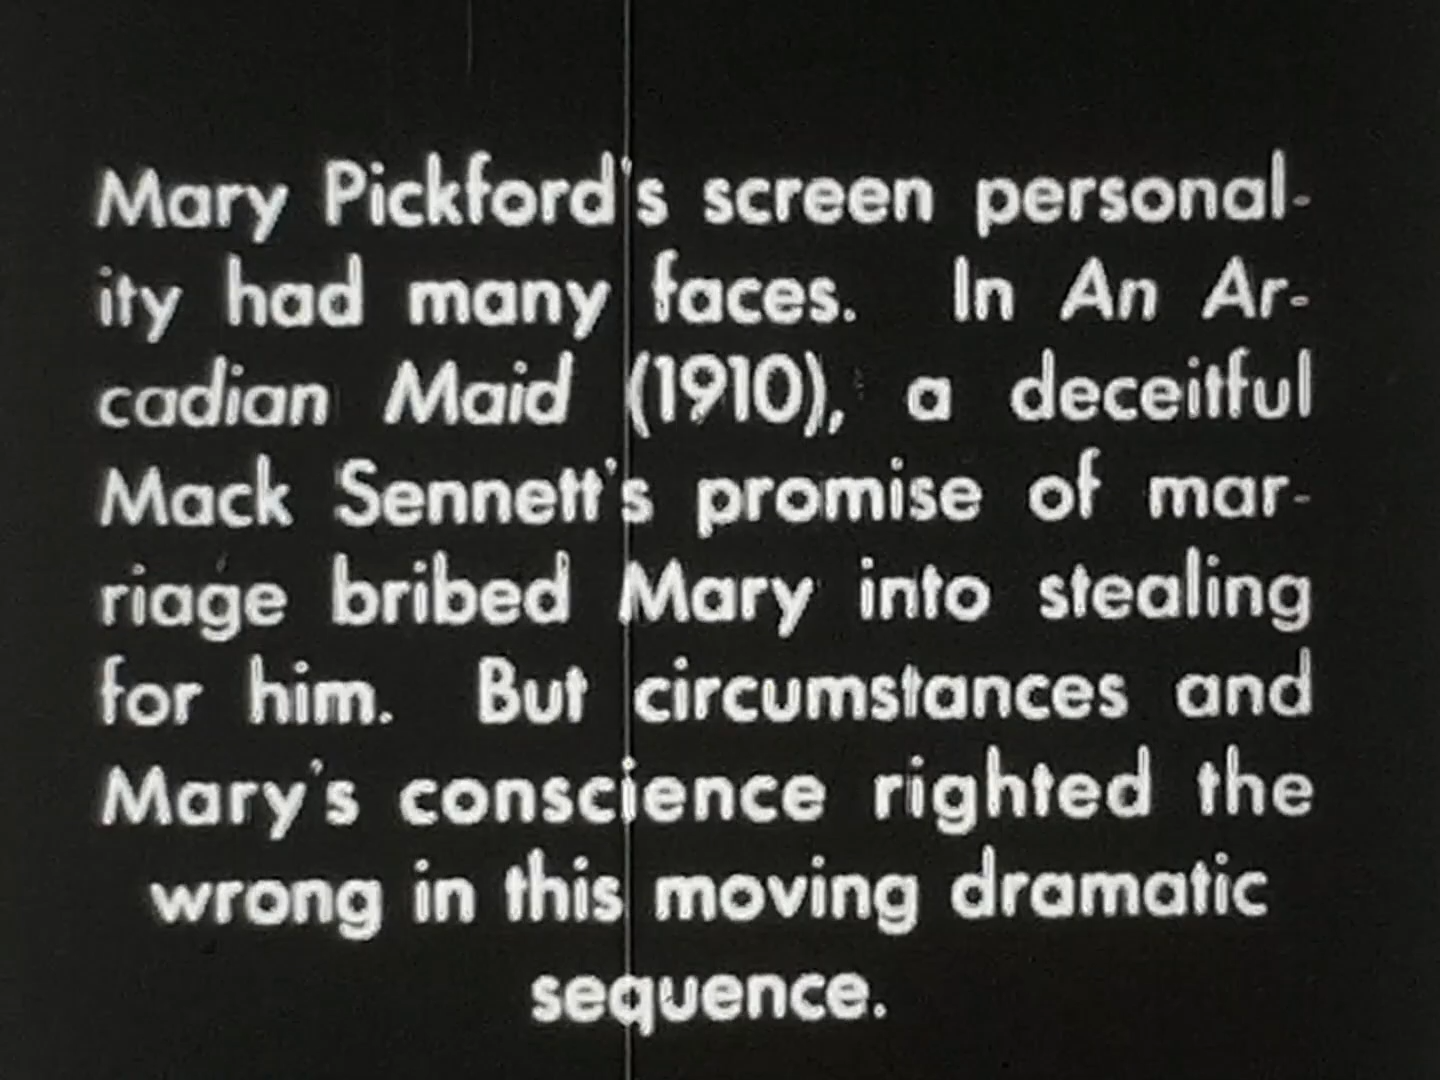 Mary Pickford's screen personal-
ity had many faces. In An Ar-
cadian Maid (1910), a deceitful
Mack Sennett's promise of mar-
riage bribed Mary into stealing
for him. But circumstances and
Mary's conscience righted the
wrong in this moving dramatic
sequence.